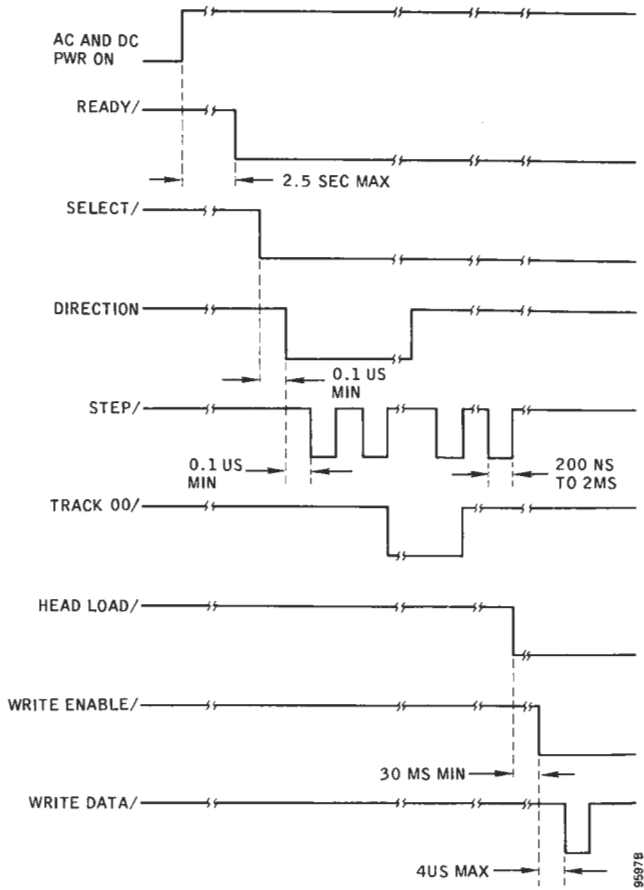 AC AND DC
PWR ON
READY/
2.5 SEC MAX
SELECT/
DIRECTION
0.1 US
MIN
STEP/
0.1 US
MIN
200 NS
TO 2MS
TRACK 00/
HEAD LOAD/
WRITE ENABLE/
30 MS MIN
WRITE DATA/
4US MAX
9697B